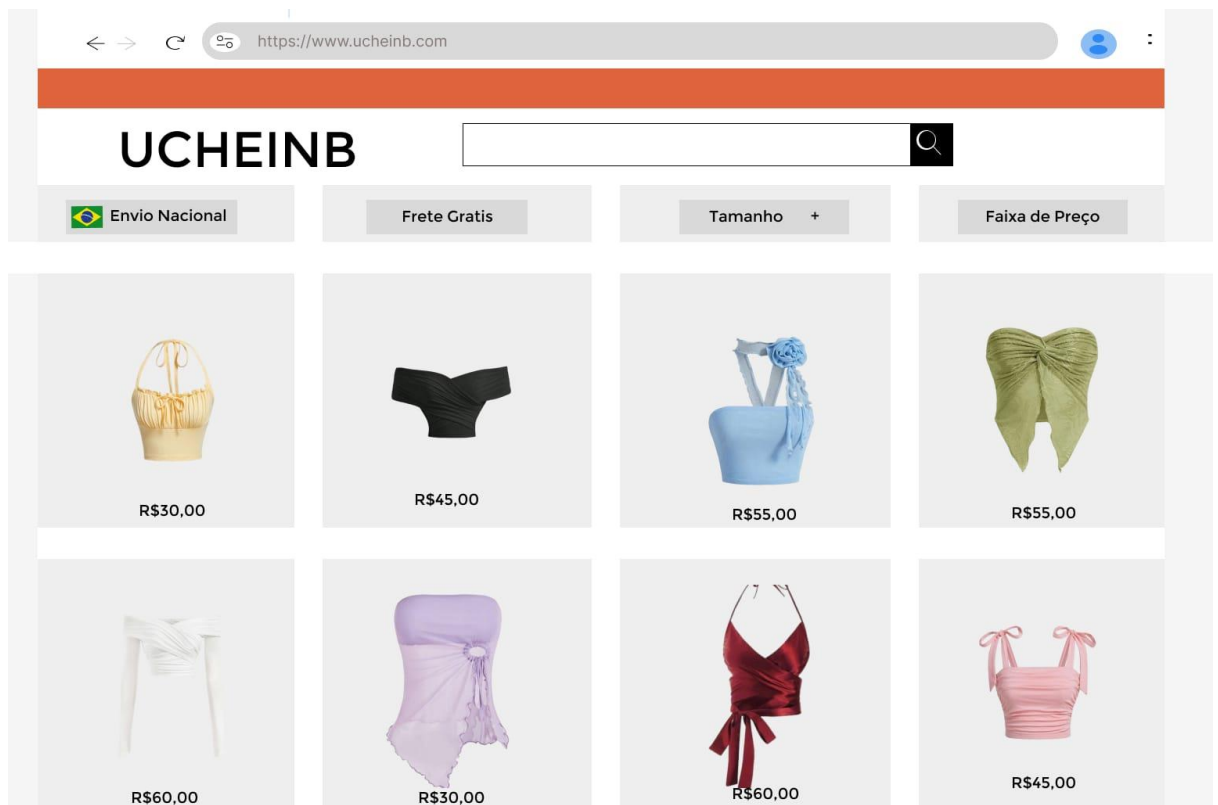 https://www.ucheinb.com
UCHEINB
Envio Nacional
Frete Gratis
Tamanho +
Faixa de Preço
R$30,00
R$45,00
R$55,00
R$55,00
R$60,00
R$30,00
R$60,00
R$45,00